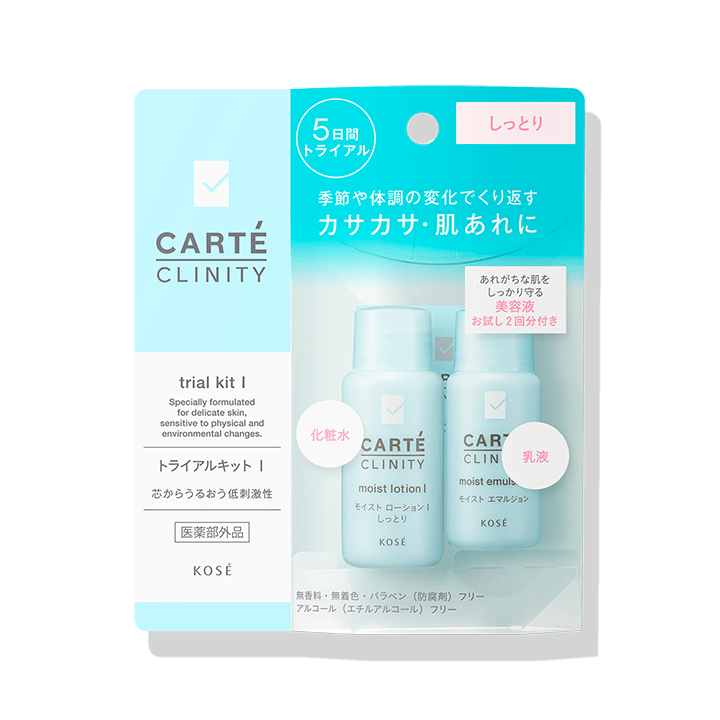 CARTÉ
CLINITY
trial kit I
Specially formulated
for delicate skin,
sensitive to physical and
environmental changes.
トライアルキット I
芯からうるおう低刺激性
医薬部外品
KOSÉ
5日間
トライアル
しっとり
季節や体調の変化でくり返す
カサカサ・肌あれに
あれがちな肌を
しっかり守る
美容液
お試し2回分付き
化粧水
CARTÉ
CLINITY
moist lotion I
モイスト ローション I
しっとり
KOSÉ
乳液
CART
CLINITY
moist emuls
モイスト エマルジョン
KOSÉ
無香料・無着色・パラベン（防腐剤）フリー
アルコール（エチルアルコール）フリー